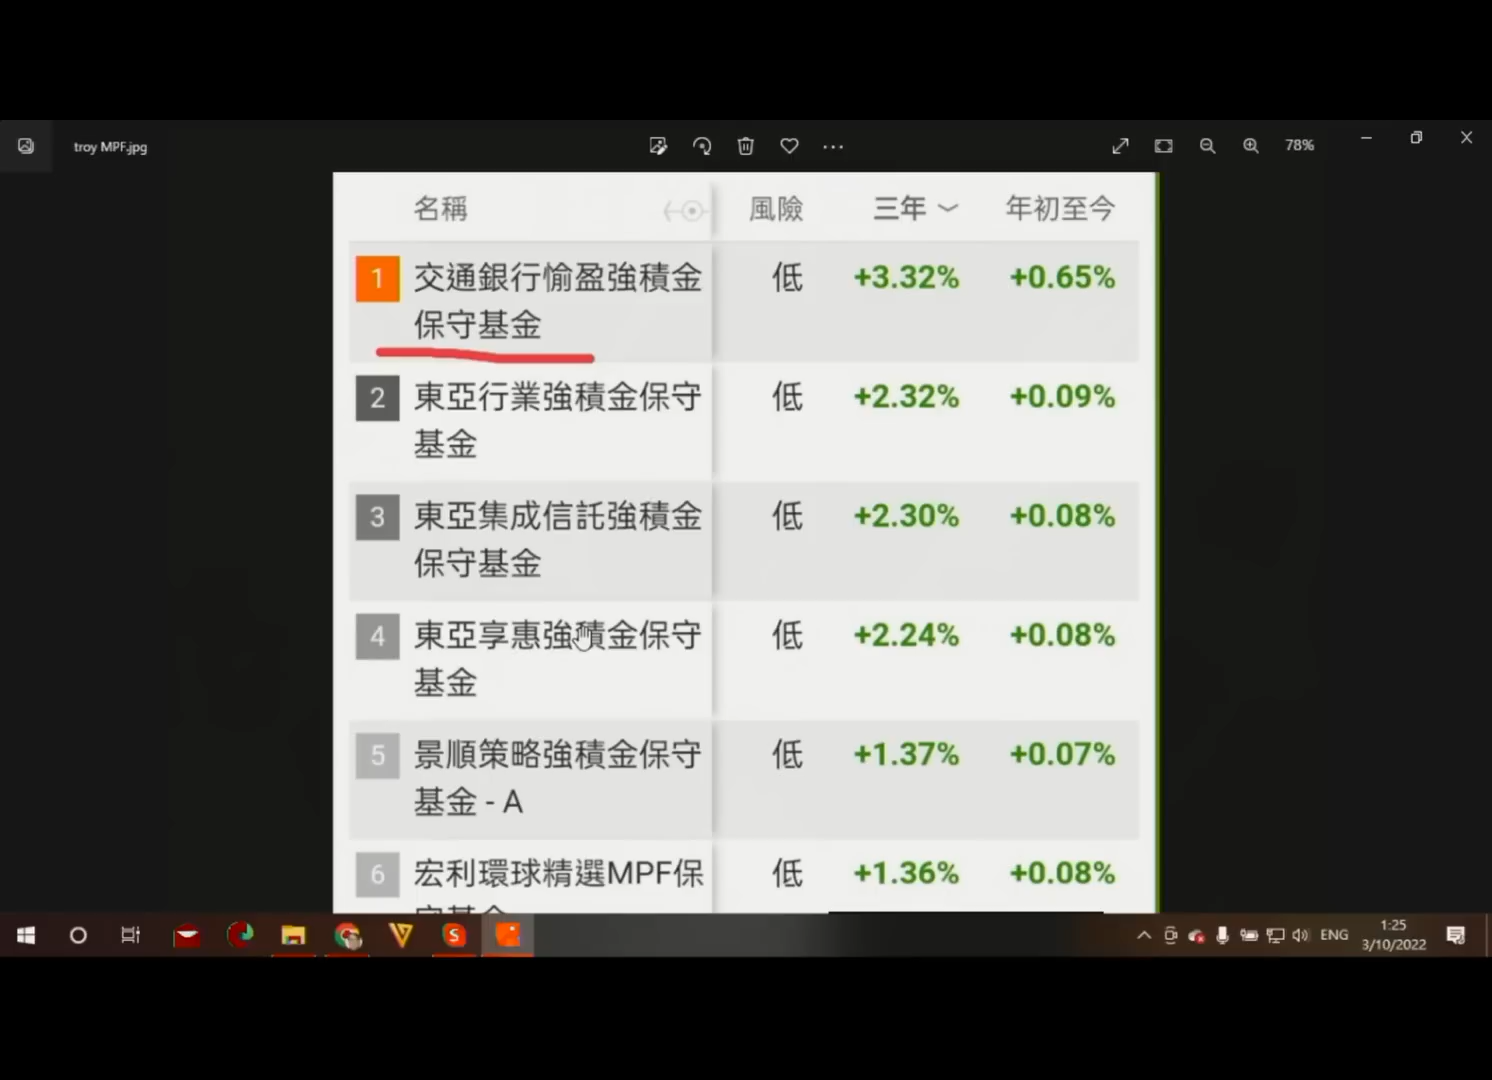 troy MPF.jpg
78%
名稱 風險 三年 年初至今
1 交通銀行愉盈強積金 低 +3.32% +0.65%
保守基金
2 東亞行業強積金保守 低 +2.32% +0.09%
基金
3 東亞集成信託強積金 低 +2.30% +0.08%
保守基金
4 東亞享惠強積金保守 低 +2.24% +0.08%
基金
5 景順策略強積金保守 低 +1.37% +0.07%
基金 - A
6 宏利環球精選MPF保 低 +1.36% +0.08%
守基金
ENG 1:25
3/10/2022